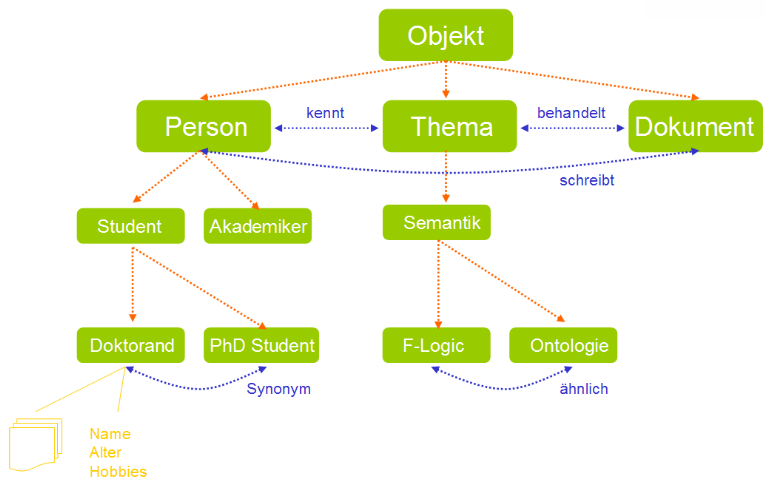 Objekt
kennt
behandelt
Person
Thema
Dokument
schreibt
Student
Akademiker
Semantik
Doktorand
PhD Student
F-Logic
Ontologie
Synonym
ähnlich
Name
Alter
Hobbies